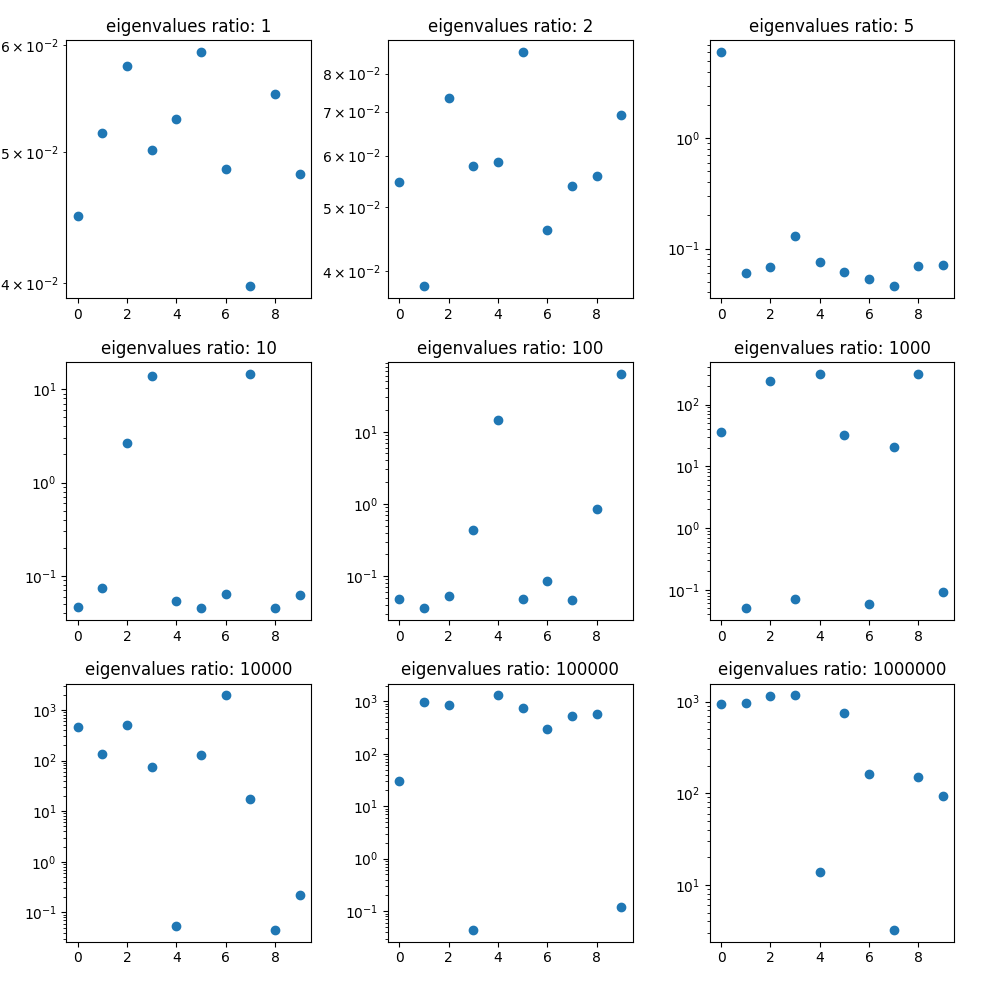 eigenvalues ratio: 1
6 × 10⁻²
5 × 10⁻²
4 × 10⁻²
0 2 4 6 8
eigenvalues ratio: 2
8 × 10⁻²
7 × 10⁻²
6 × 10⁻²
5 × 10⁻²
4 × 10⁻²
0 2 4 6 8
eigenvalues ratio: 5
10⁰
10⁻¹
0 2 4 6 8
eigenvalues ratio: 10
10¹
10⁰
10⁻¹
0 2 4 6 8
eigenvalues ratio: 100
10¹
10⁰
10⁻¹
0 2 4 6 8
eigenvalues ratio: 1000
10²
10¹
10⁰
10⁻¹
0 2 4 6 8
eigenvalues ratio: 10000
10³
10²
10¹
10⁰
10⁻¹
0 2 4 6 8
eigenvalues ratio: 100000
10³
10²
10¹
10⁰
10⁻¹
0 2 4 6 8
eigenvalues ratio: 1000000
10³
10²
10¹
0 2 4 6 8